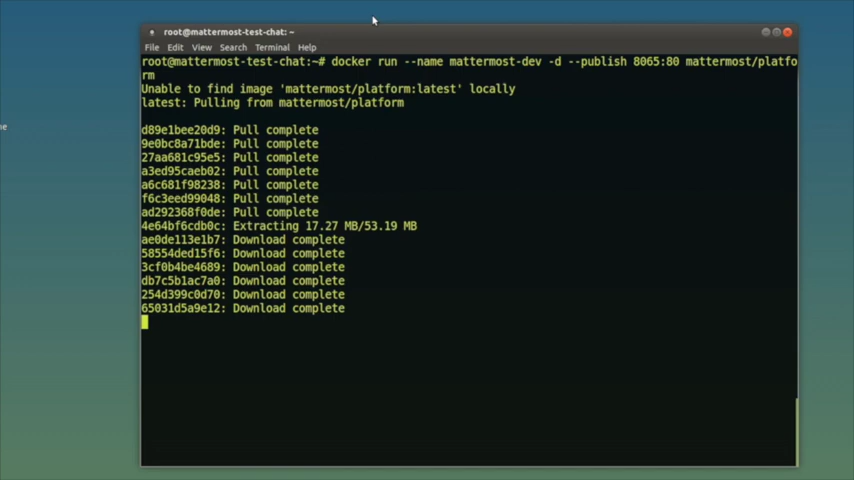 root@mattermost-test-chat: ~
File Edit View Search Terminal Help
root@mattermost-test-chat:~# docker run --name mattermost-dev -d --publish 8065:80 mattermost/platfo
rm
Unable to find image 'mattermost/platform:latest' locally
latest: Pulling from mattermost/platform
d89e1bee20d9: Pull complete
9e0bc8a71bde: Pull complete
27aa681c95e5: Pull complete
a3ed95caeb02: Pull complete
a6c681f98238: Pull complete
f6c3eed99048: Pull complete
ad292368f0de: Pull complete
4e64bf6cdb0c: Extracting 17.27 MB/53.19 MB
ae0de113e1b7: Download complete
58554ded15f6: Download complete
3cf0b4be4689: Download complete
db7c5b1ac7a0: Download complete
254d399c0d70: Download complete
65031d5a9e12: Download complete